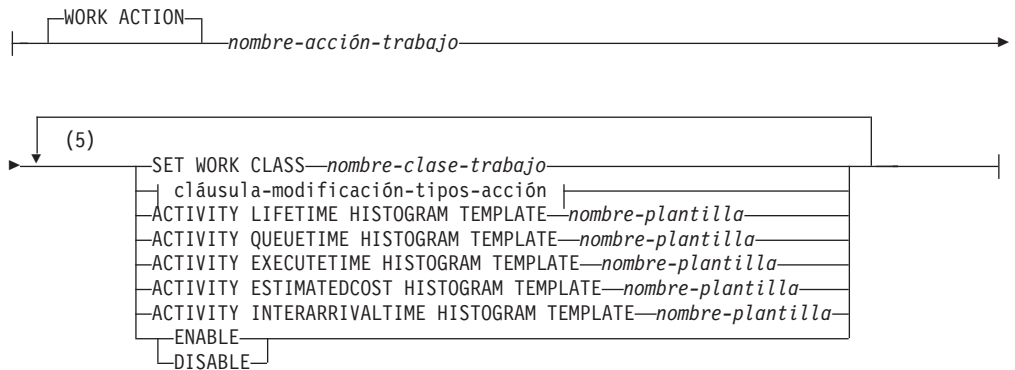 WORK ACTION
nombre-acción-trabajo
(5)
SET WORK CLASS nombre-clase-trabajo
cláusula-modificación-tipos-acción
ACTIVITY LIFETIME HISTOGRAM TEMPLATE nombre-plantilla
ACTIVITY QUEUETIME HISTOGRAM TEMPLATE nombre-plantilla
ACTIVITY EXECUTETIME HISTOGRAM TEMPLATE nombre-plantilla
ACTIVITY ESTIMATEDCOST HISTOGRAM TEMPLATE nombre-plantilla
ACTIVITY INTERARRIVALTIME HISTOGRAM TEMPLATE nombre-plantilla
ENABLE
DISABLE